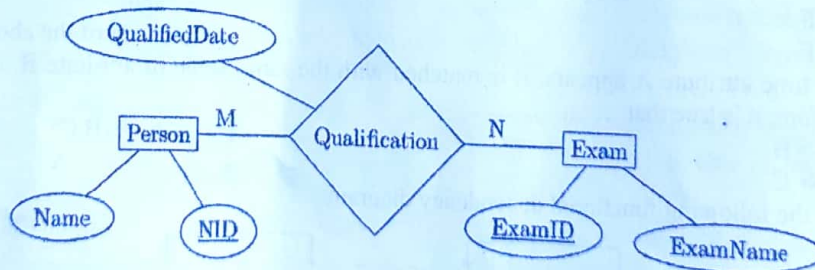 QualifiedDate
M
Person
Qualification
N
Exam
Name
NID
ExamID
ExamName